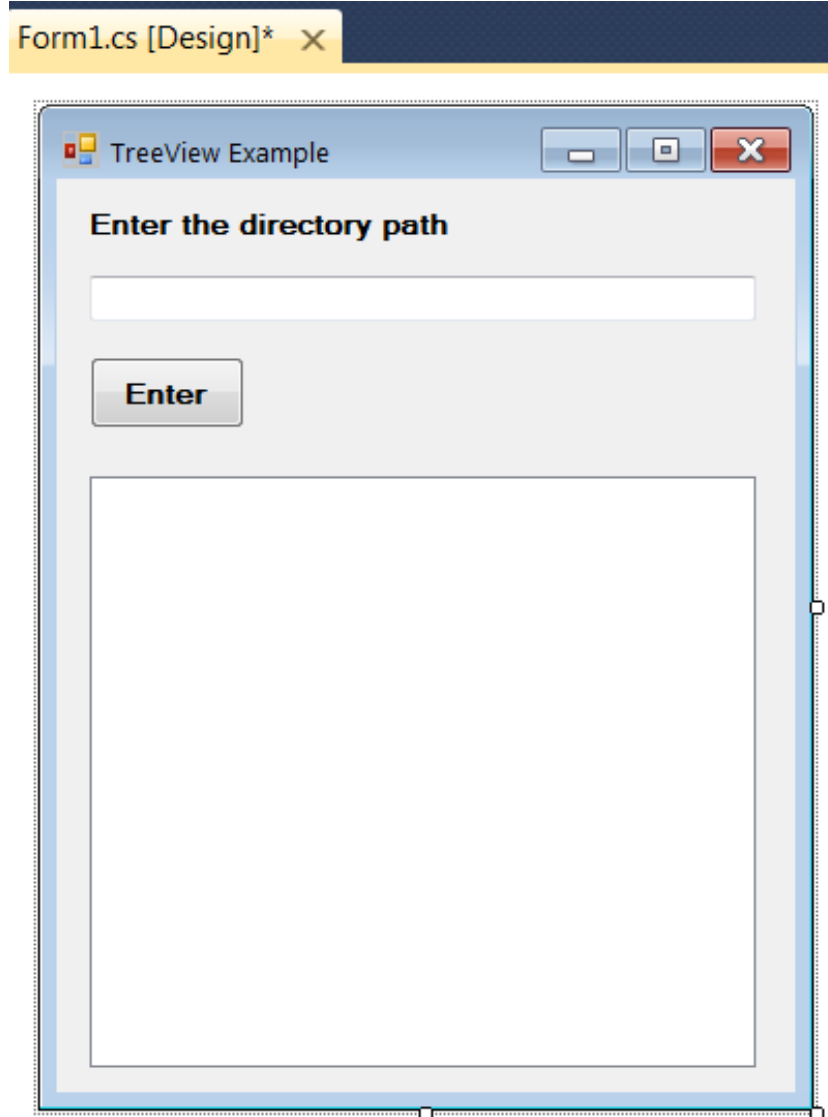 Form1.cs [Design]*
TreeView Example
Enter the directory path
Enter